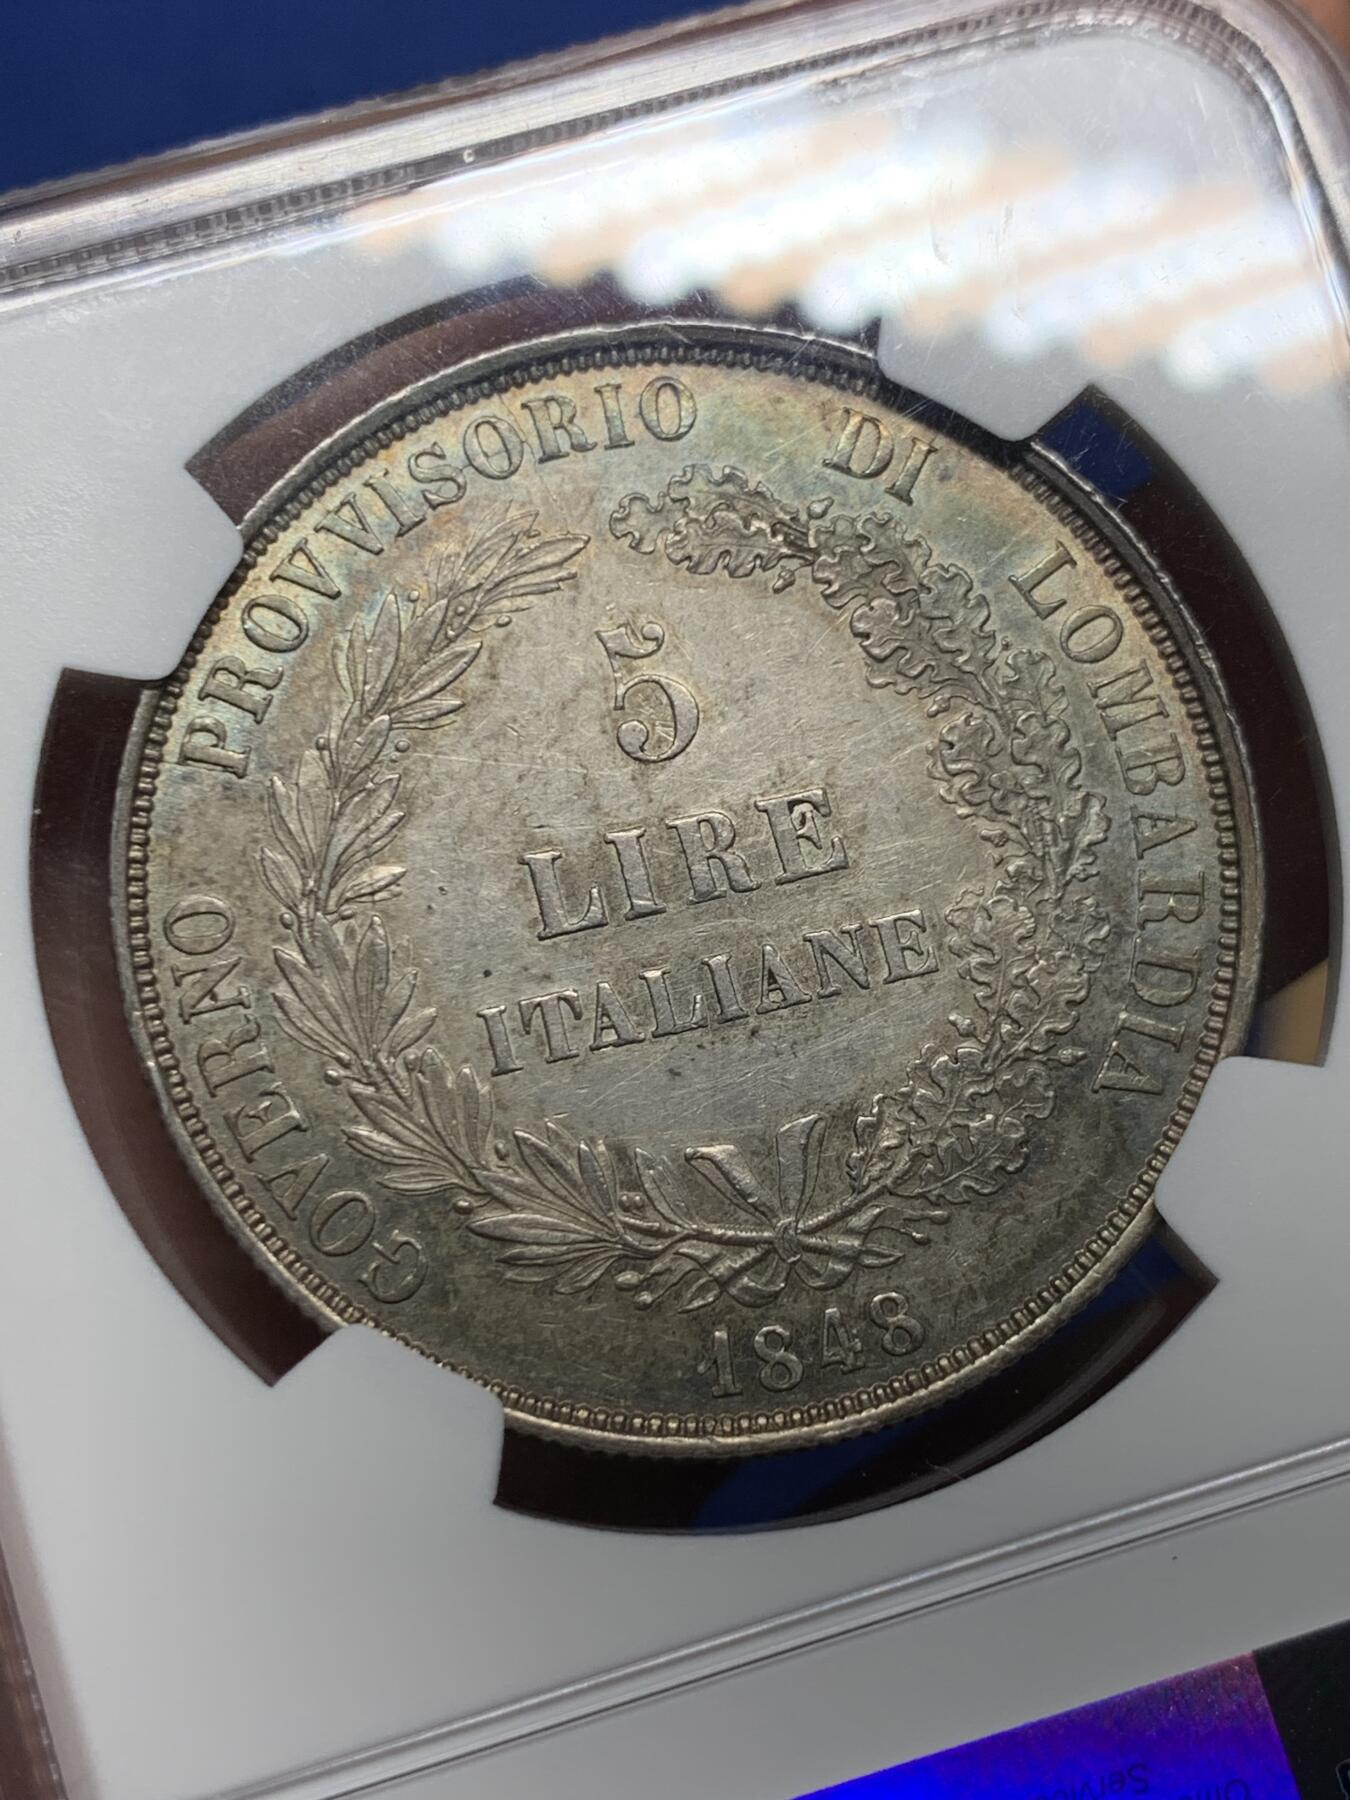 GOVERNO PROVVISORIO DI LOMBARDIA
5
LIRE
ITALIANE
1848